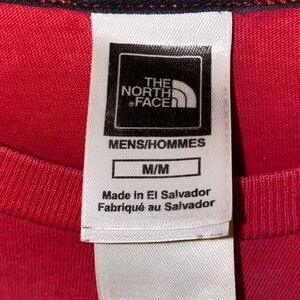 THE
NORTH
FACE
MENS/HOMMES
M/M
Made in El Salvador
Fabriqué au Salvador